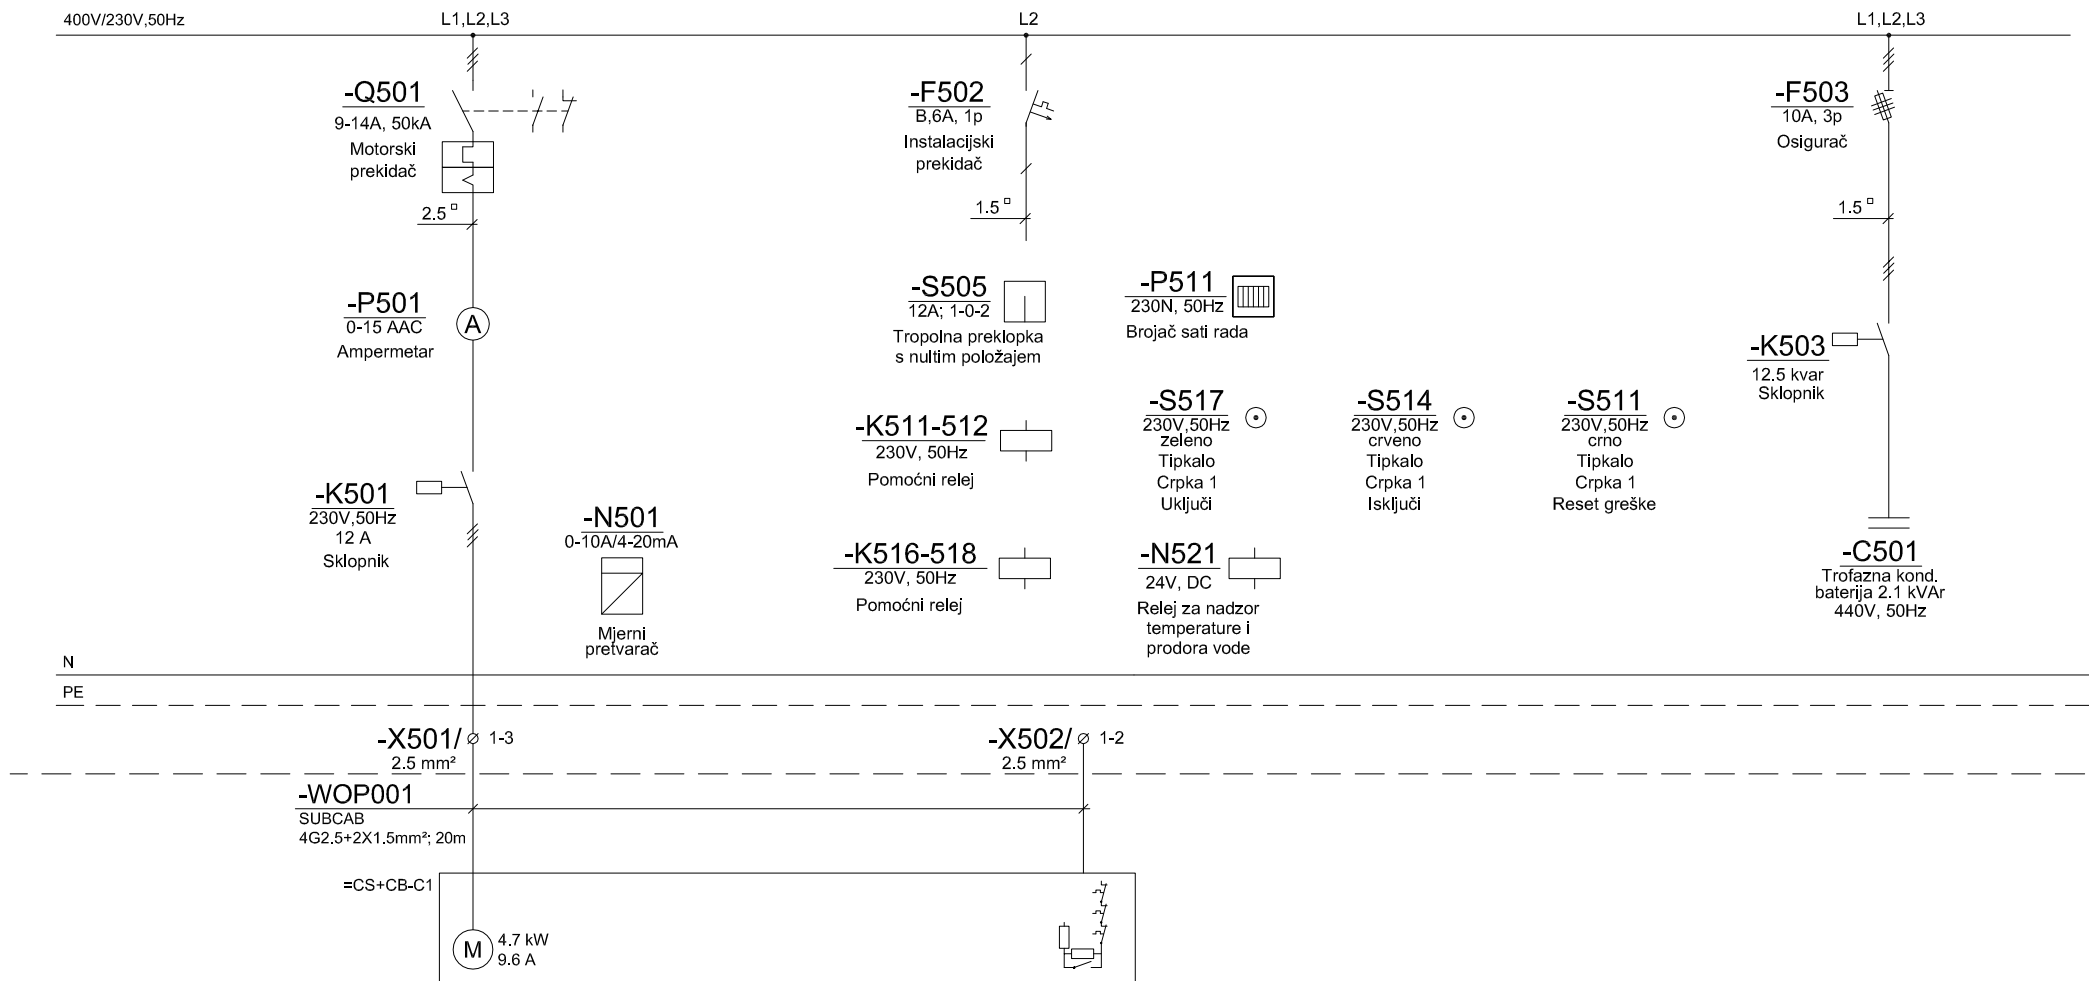 400V/230V,50Hz
L1,L2,L3
L2
L1,L2,L3
-Q501
9-14A, 50kA
Motorski
prekidač
2.5
-F502
B,6A, 1p
Instalacijski
prekidač
1.5
-F503
10A, 3p
Osigurač
1.5
-P501
0-15 AAC
Ampermetar
A
-S505
12A; 1-0-2
Tropolna preklopka
s nultim položajem
-P511
230N, 50Hz
Brojač sati rada
-K503
12.5 kvar
Sklopnik
-K511-512
230V, 50Hz
Pomoćni relej
-S517
230V,50Hz
zeleno
Tipkalo
Crpka 1
Uključi
-S514
230V,50Hz
crveno
Tipkalo
Crpka 1
Isključi
-S511
230V,50Hz
crno
Tipkalo
Crpka 1
Reset greške
-K501
230V,50Hz
12 A
Sklopnik
-N501
0-10A/4-20mA
Mjerni
pretvarač
-K516-518
230V, 50Hz
Pomoćni relej
-N521
24V, DC
Relej za nadzor
temperature i
prodora vode
-C501
Trofazna kond.
baterija 2.1 kVAr
440V, 50Hz
N
PE
-X501/ 1-3
2.5 mm²
-X502/ 1-2
2.5 mm²
-WOP001
SUBCAB
4G2.5+2X1.5mm²; 20m
=CS+CB-C1
M
4.7 kW
9.6 A